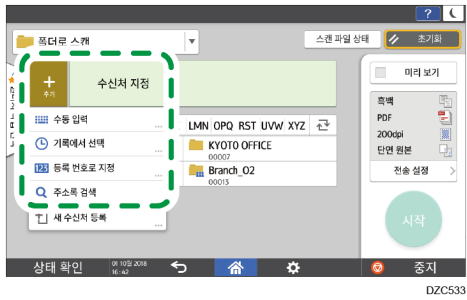 ?
폴더로 스캔
스캔 파일 상태
초기화
추가
수신처 지정
미리 보기
수동 입력
기록에서 선택
123 등록 번호로 지정
주소록 검색
새 수신처 등록
LMN OPQ RST UVW XYZ
KYOTO OFFICE
00007
Branch_02
00013
흑백
PDF
200dpi
단면 원본
전송 설정
시작
상태 확인
01 10월 2018
16:42
중지
DZC533